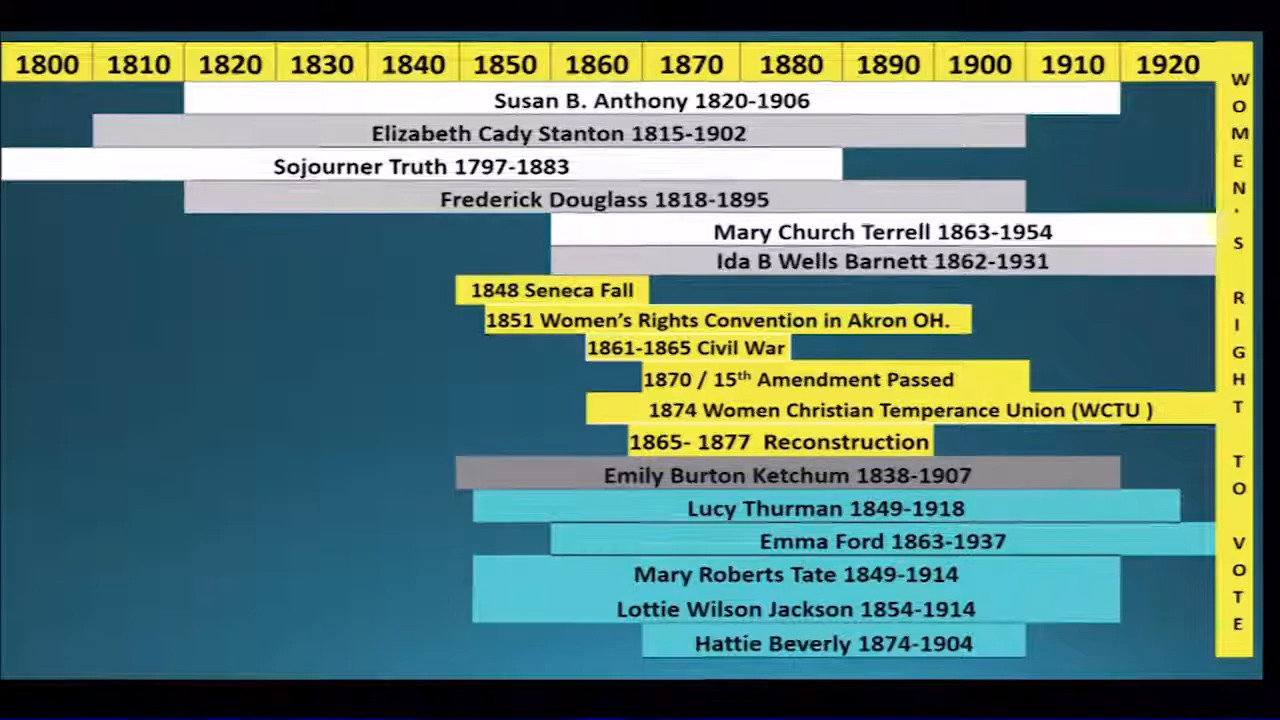 1800 1810 1820 1830 1840 1850 1860 1870 1880 1890 1900 1910 1920
Susan B. Anthony 1820-1906
Elizabeth Cady Stanton 1815-1902
Sojourner Truth 1797-1883
Frederick Douglass 1818-1895
Mary Church Terrell 1863-1954
Ida B Wells Barnett 1862-1931
1848 Seneca Fall
1851 Women's Rights Convention in Akron OH.
1861-1865 Civil War
1870 / 15th Amendment Passed
1874 Women Christian Temperance Union (WCTU )
1865- 1877 Reconstruction
Emily Burton Ketchum 1838-1907
Lucy Thurman 1849-1918
Emma Ford 1863-1937
Mary Roberts Tate 1849-1914
Lottie Wilson Jackson 1854-1914
Hattie Beverly 1874-1904
WOMEN'S RIGHT TO VOTE